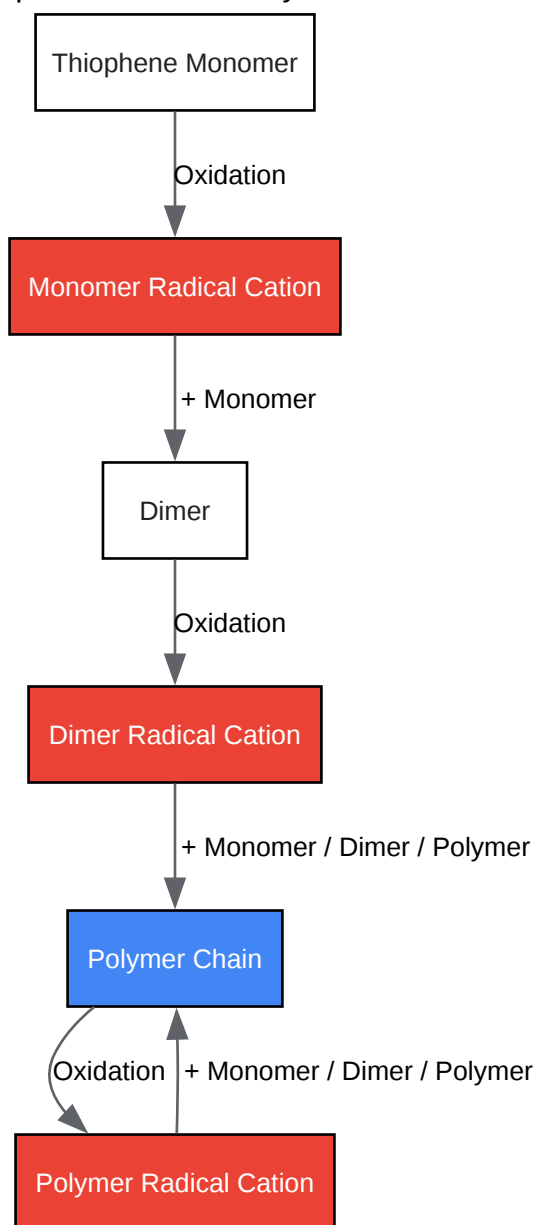 Thiophene Monomer
Oxidation
Monomer Radical Cation
+ Monomer
Dimer
Oxidation
Dimer Radical Cation
+ Monomer / Dimer / Polymer
Polymer Chain
Oxidation
+ Monomer / Dimer / Polymer
Polymer Radical Cation